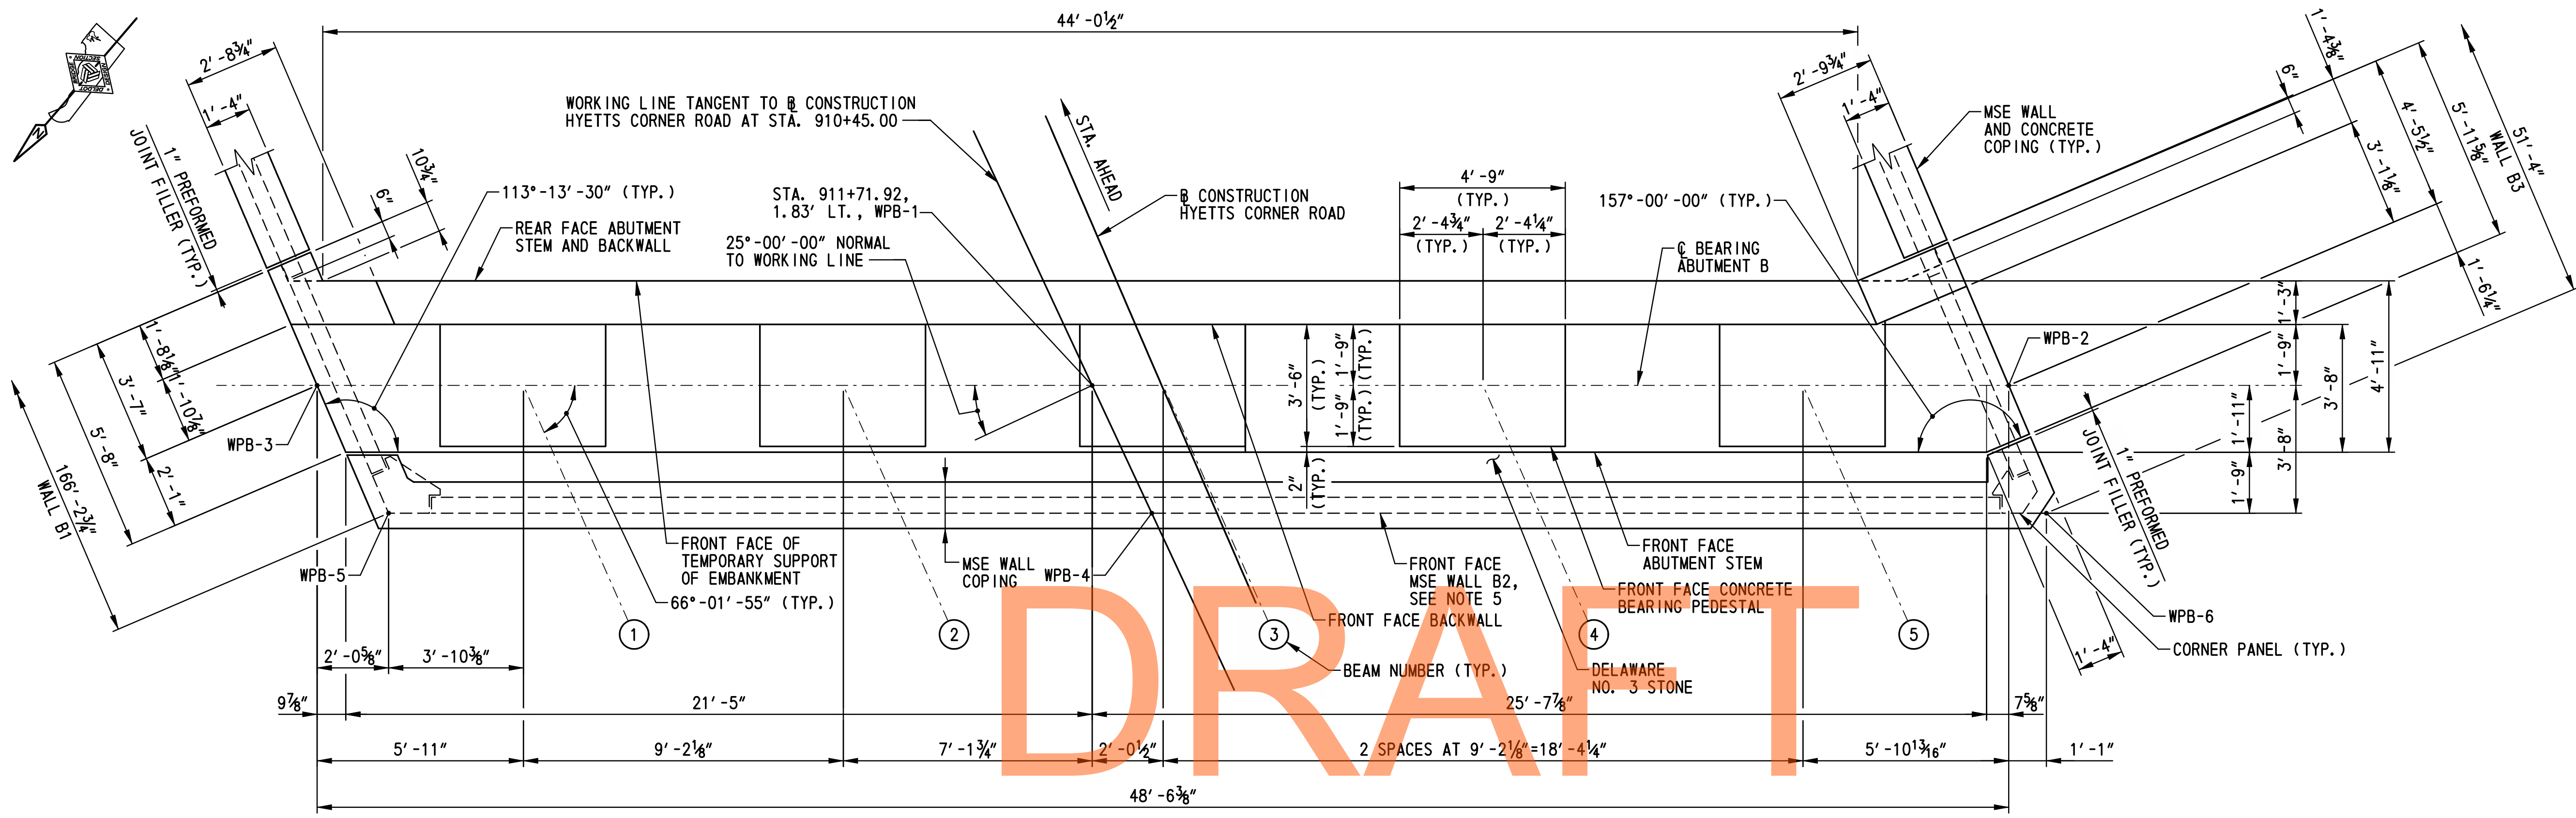 44'-0½"
2'-8¾"
1'-4"
1" PREFORMED
JOINT FILLER (TYP.)
10¾"
6"
113°-13'-30" (TYP.)
REAR FACE ABUTMENT
STEM AND BACKWALL
WORKING LINE TANGENT TO ℄ CONSTRUCTION
HYETTS CORNER ROAD AT STA. 910+45.00
STA. 911+71.92,
1.83' LT., WPB-1
25°-00'-00" NORMAL
TO WORKING LINE
STA. AHEAD
B CONSTRUCTION
HYETTS CORNER ROAD
4'-9"
(TYP.)
2'-4¾"
(TYP.)
2'-4¼"
(TYP.)
157°-00'-00" (TYP.)
℄ BEARING
ABUTMENT B
2'-9¾"
1'-4"
MSE WALL
AND CONCRETE
COPING (TYP.)
6"
1'-4⅜"
3'-1⅛"
4'-5½"
5'-11⅝"
51'-4"
WALL B3
1'-6¼"
1'-3"
1'-9"
3'-8"
4'-11"
1'-11"
1'-9"
3'-8"
WPB-2
1'-8⅛"
1'-10⅞"
3'-7"
2'-1"
5'-8"
166'-2¾"
WALL B1
WPB-3
WPB-5
3'-6"
(TYP.)
1'-9"
(TYP.)
1'-9"
(TYP.)
2"
(TYP.)
FRONT FACE OF
TEMPORARY SUPPORT
OF EMBANKMENT
66°-01'-55" (TYP.)
MSE WALL
COPING
WPB-4
FRONT FACE
MSE WALL B2,
SEE NOTE 5
FRONT FACE BACKWALL
FRONT FACE
ABUTMENT STEM
FRONT FACE CONCRETE
BEARING PEDESTAL
1" PREFORMED
JOINT FILLER (TYP.)
WPB-6
CORNER PANEL (TYP.)
1'-4"
1
2
3
4
5
BEAM NUMBER (TYP.)
DELAWARE
NO. 3 STONE
2'-0⅝"
3'-10⅜"
9⅞"
21'-5"
25'-7⅞"
7⅝"
5'-11"
9'-2⅛"
7'-1¾"
2'-0½"
2 SPACES AT 9'-2⅛"=18'-4¼"
5'-10¹³⁄₁₆"
1'-1"
48'-6⅜"
DRAFT
N